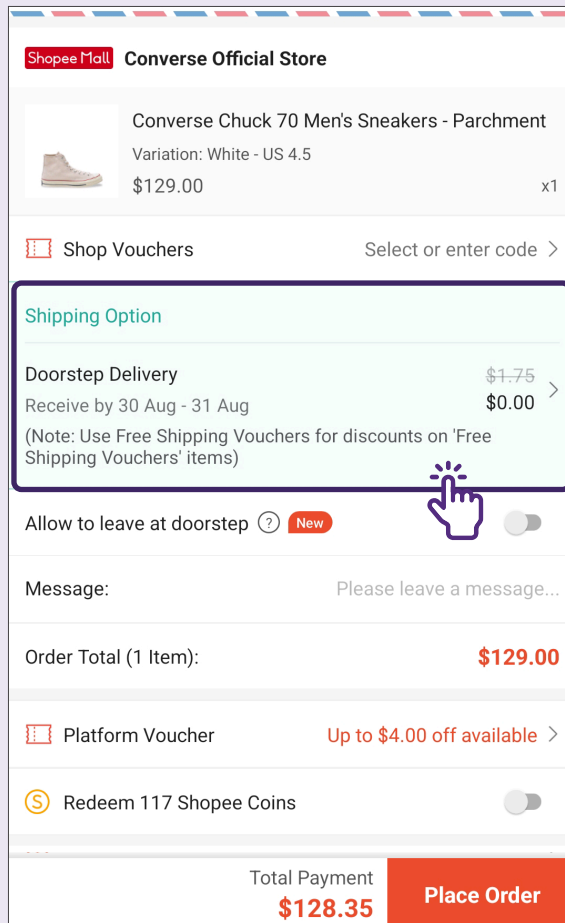 Shopee Mall Converse Official Store
Converse Chuck 70 Men's Sneakers - Parchment
Variation: White - US 4.5
$129.00 x1
Shop Vouchers Select or enter code
Shipping Option
Doorstep Delivery $1.75
Receive by 30 Aug - 31 Aug $0.00
(Note: Use Free Shipping Vouchers for discounts on 'Free
Shipping Vouchers' items)
Allow to leave at doorstep ? New
Message: Please leave a message...
Order Total (1 Item): $129.00
Platform Voucher Up to $4.00 off available
S Redeem 117 Shopee Coins
Total Payment
$128.35 Place Order